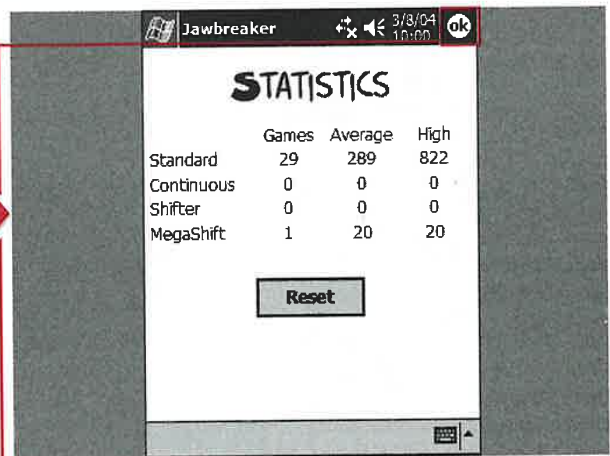 Jawbreaker 3/8/04 ok
10:00
STATISTICS
Games Average High
Standard 29 289 822
Continuous 0 0 0
Shifter 0 0 0
MegaShift 1 20 20
Reset